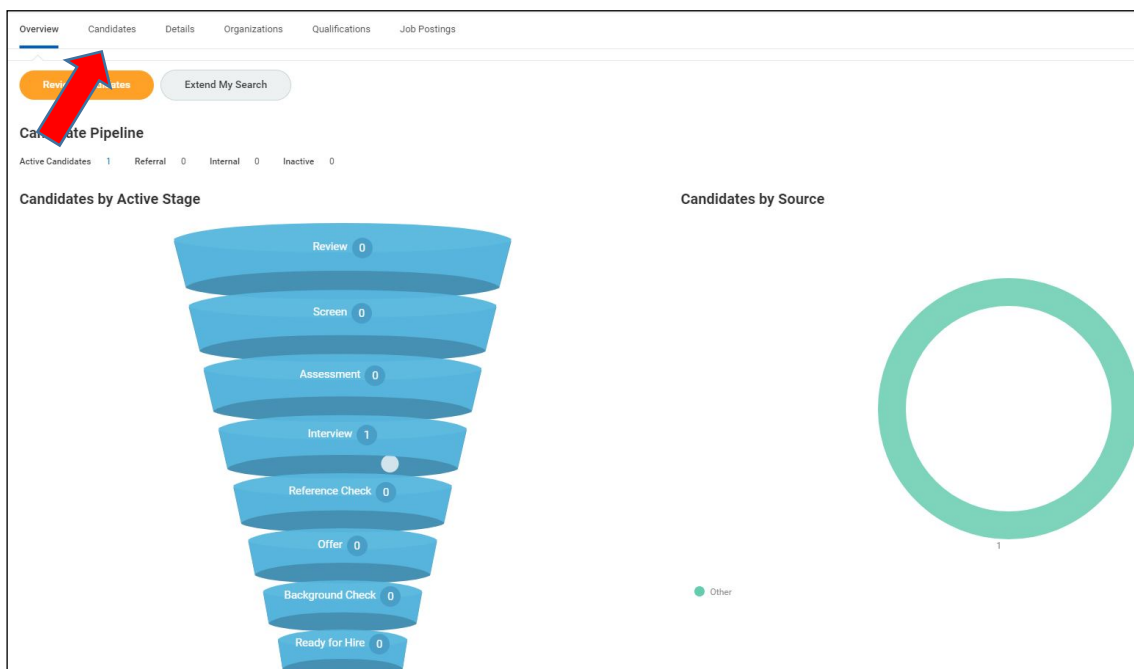 Overview Candidates Details Organizations Qualifications Job Postings
Extend My Search
Pipeline
Active Candidates 1 Referral 0 Internal 0 Inactive 0
Candidates by Active Stage
Candidates by Source
Review 0
Screen 0
Assessment 0
Interview 1
Reference Check 0
Offer 0
Background Check 0
Ready for Hire 0
1
Other